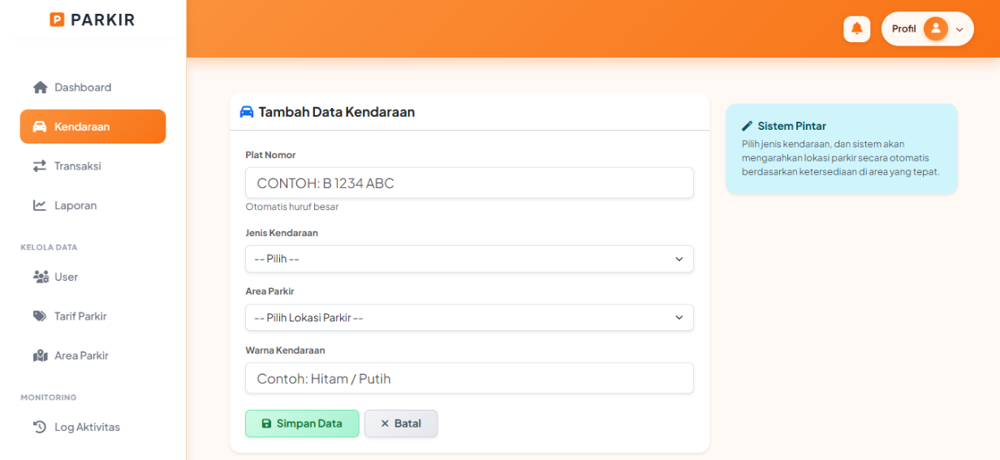 P PARKIR
Profil
Dashboard
Kendaraan
Transaksi
Laporan
KELOLA DATA
User
Tarif Parkir
Area Parkir
MONITORING
Log Aktivitas
Tambah Data Kendaraan
Plat Nomor
CONTOH: B 1234 ABC
Otomatis huruf besar
Jenis Kendaraan
-- Pilih --
Area Parkir
-- Pilih Lokasi Parkir --
Warna Kendaraan
Contoh: Hitam / Putih
Simpan Data
Batal
Sistem Pintar
Pilih jenis kendaraan, dan sistem akan
mengarahkan lokasi parkir secara otomatis
berdasarkan ketersediaan di area yang tepat.